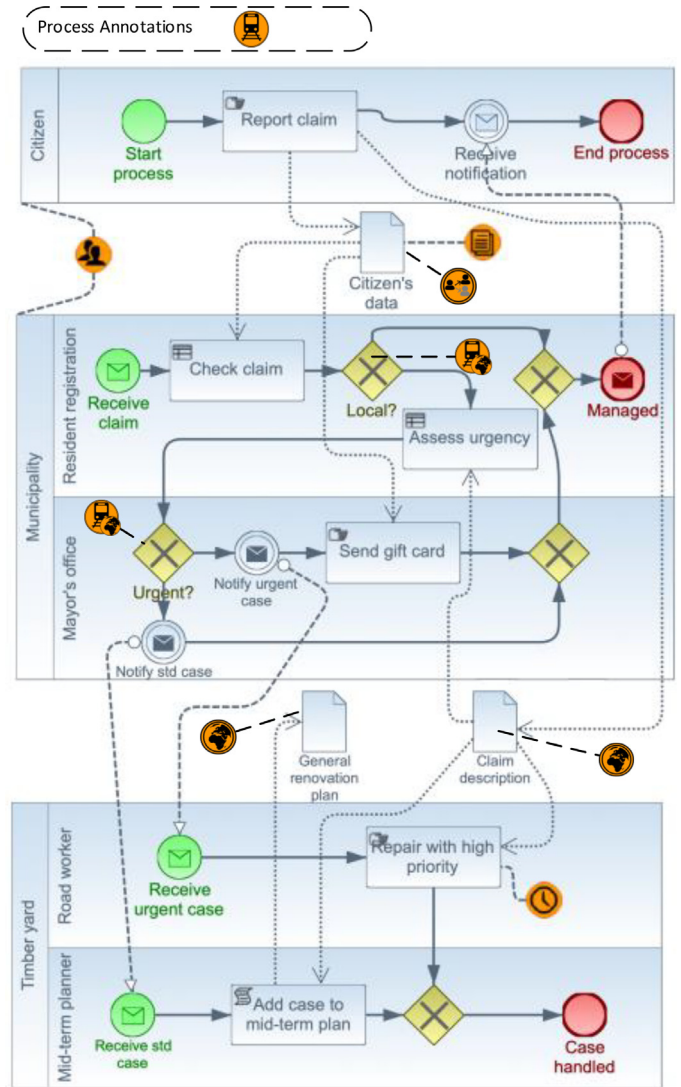 Process Annotations
Citizen
Report claim
Start
process
Receive
notification
End process
Citizen's
data
Municipality
Resident registration
Check claim
Receive
claim
Local?
Managed
Assess urgency
Mayor's office
Send gift card
Urgent?
Notify urgent
case
Notify std case
General
renovation
plan
Claim
description
Timber yard
Road worker
Repair with high
priority
Receive
urgent case
Mid-term planner
Add case to
mid-term plan
Receive std
case
Case
handled